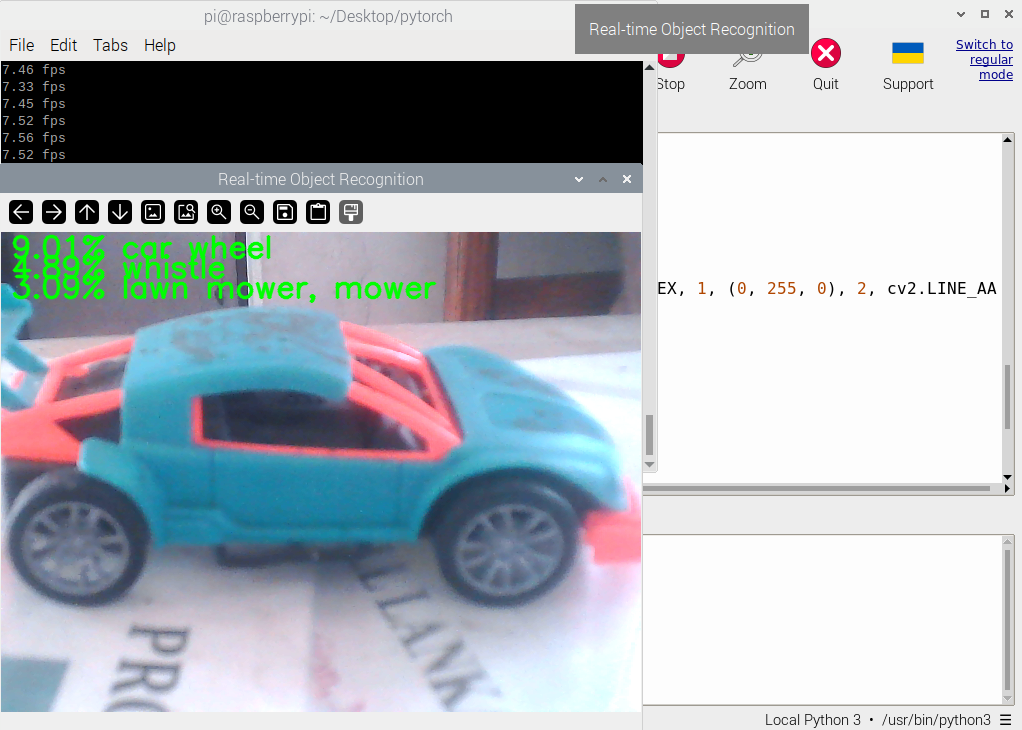 pi@raspberrypi: ~/Desktop/pytorch
Real-time Object Recognition
File Edit Tabs Help
Stop Zoom Quit Support
Switch to
regular
mode
7.46 fps
7.33 fps
7.45 fps
7.52 fps
7.56 fps
7.52 fps
Real-time Object Recognition
9.01% car wheel
4.89% whistle
3.09% lawn mower, mower
EX, 1, (0, 255, 0), 2, cv2.LINE_AA
PRO
LLANK
Local Python 3 • /usr/bin/python3